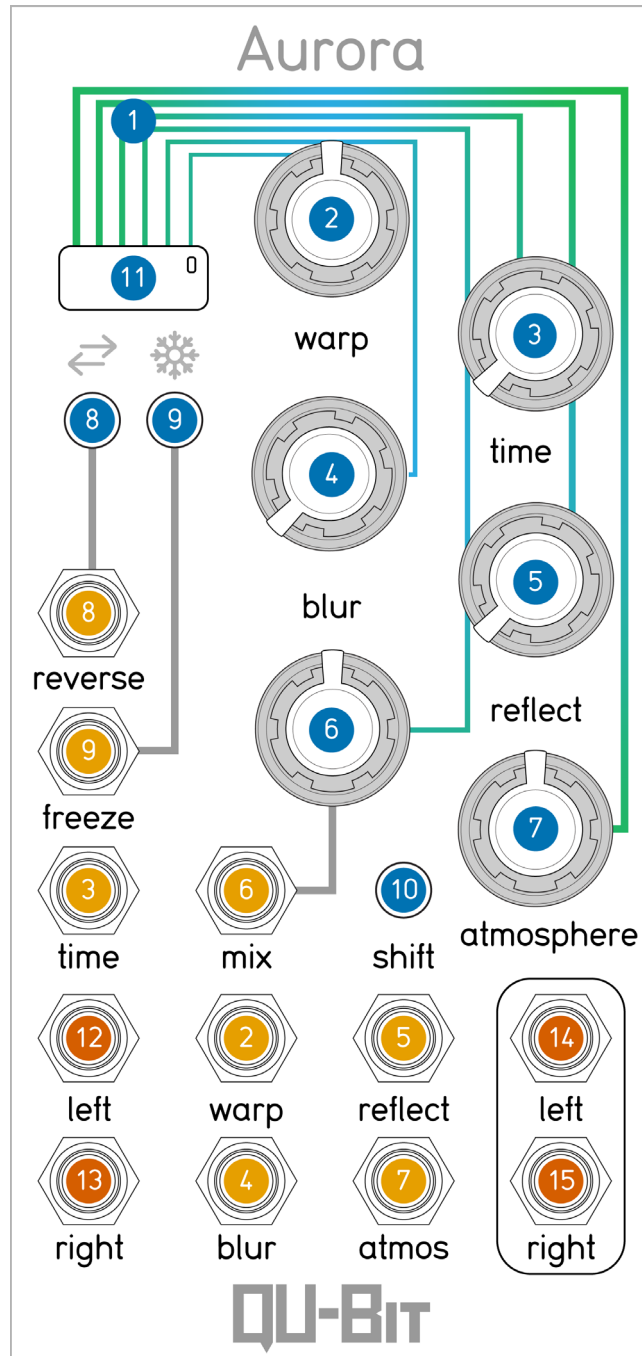 Aurora
1
2
11
warp
3
8
9
time
4
5
8
blur
reverse
6
reflect
9
7
freeze
3
6
10
atmosphere
time
mix
shift
12
2
5
14
left
warp
reflect
left
13
4
7
15
right
blur
atmos
right
QU-BIT